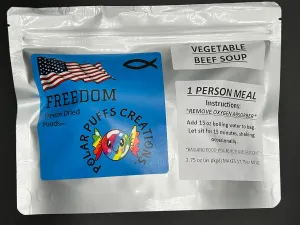 FREEDOM
Freeze Dried
Foods
POLAR PUFFS CREATIONS
VEGETABLE
BEEF SOUP
1 PERSON MEAL
Instructions:
*REMOVE OXYGEN ABSORBER*
Add 15oz boiling water to bag.
Let sit for 15 minutes, shaking
occasionally.